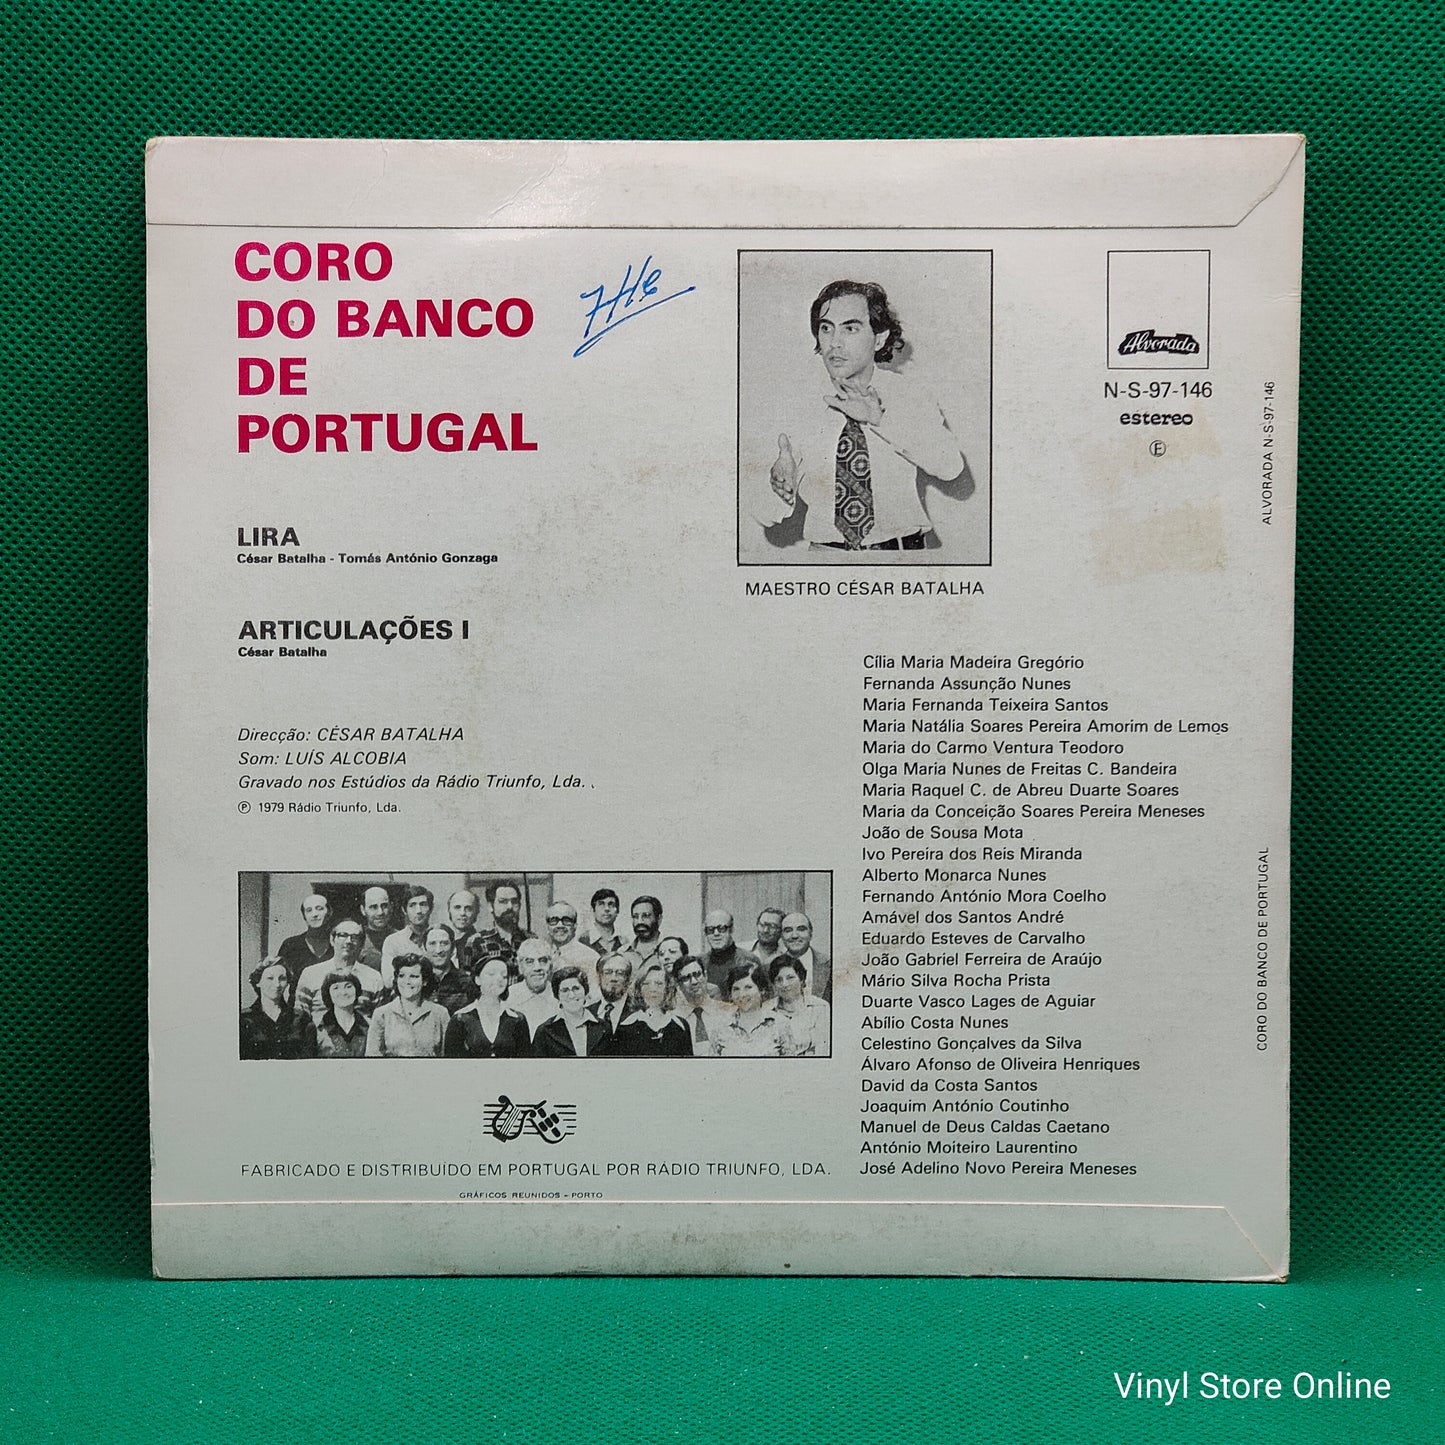 CORO
DO BANCO
DE
PORTUGAL
LIRA
César Batalha - Tomás António Gonzaga
ARTICULAÇÕES I
César Batalha
Direcção: CÉSAR BATALHA
Som: LUÍS ALCOBIA
Gravado nos Estúdios da Rádio Triunfo, Lda.
Ⓟ 1979 Rádio Triunfo, Lda.
MAESTRO CÉSAR BATALHA
Alvorada
N-S-97-146
estereo
Ⓔ
ALVORADA N-S-97-146
Cília Maria Madeira Gregório
Fernanda Assunção Nunes
Maria Fernanda Teixeira Santos
Maria Natália Soares Pereira Amorim de Lemos
Maria do Carmo Ventura Teodoro
Olga Maria Nunes de Freitas C. Bandeira
Maria Raquel C. de Abreu Duarte Soares
Maria da Conceição Soares Pereira Meneses
João de Sousa Mota
Ivo Pereira dos Reis Miranda
Alberto Monarca Nunes
Fernando António Mora Coelho
Amável dos Santos André
Eduardo Esteves de Carvalho
João Gabriel Ferreira de Araújo
Mário Silva Rocha Prista
Duarte Vasco Lages de Aguiar
Abílio Costa Nunes
Celestino Gonçalves da Silva
Álvaro Afonso de Oliveira Henriques
David da Costa Santos
Joaquim António Coutinho
Manuel de Deus Caldas Caetano
António Moiteiro Laurentino
José Adelino Novo Pereira Meneses
CORO DO BANCO DE PORTUGAL
FABRICADO E DISTRIBUÍDO EM PORTUGAL POR RÁDIO TRIUNFO, LDA.
GRÁFICOS REUNIDOS - PORTO
Vinyl Store Online